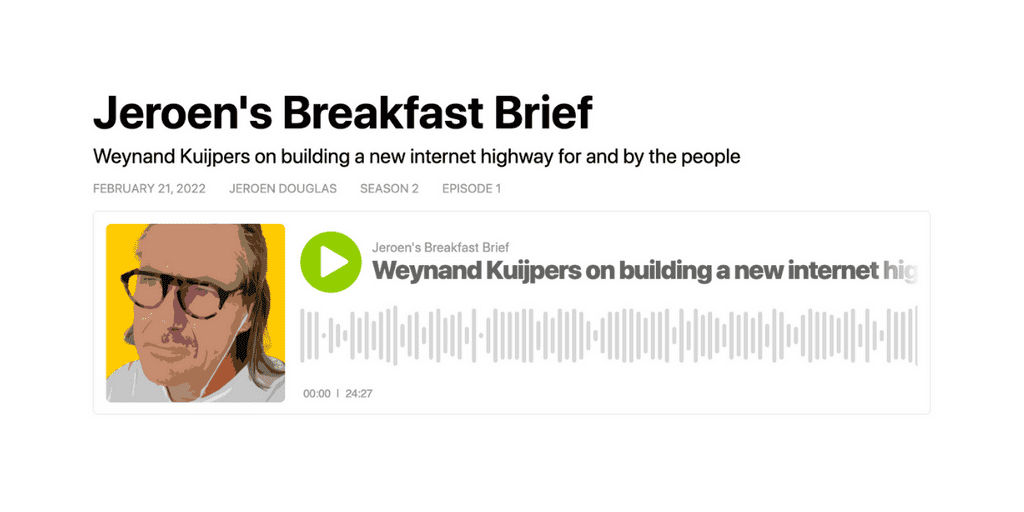 Jeroen's Breakfast Brief
Weynand Kuijpers on building a new internet highway for and by the people
FEBRUARY 21, 2022 JEROEN DOUGLAS SEASON 2 EPISODE 1
Jeroen's Breakfast Brief
Weynand Kuijpers on building a new internet hig
00:00 | 24:27